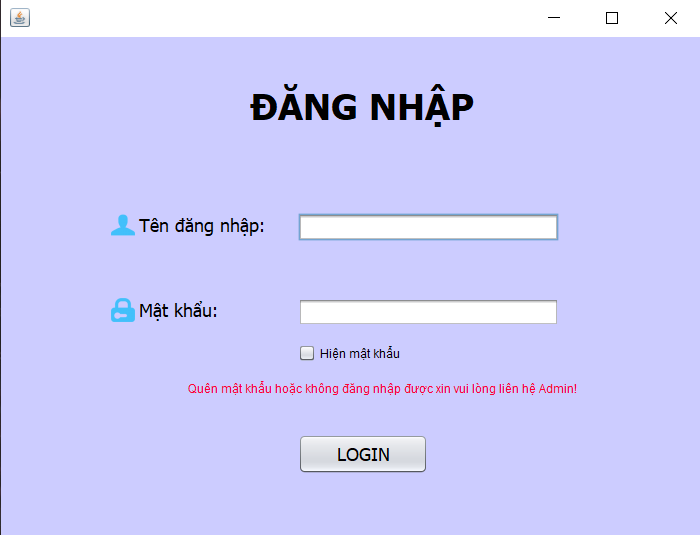 ĐĂNG NHẬP
Tên đăng nhập:
Mật khẩu:
Hiện mật khẩu
Quên mật khẩu hoặc không đăng nhập được xin vui lòng liên hệ Admin!
LOGIN